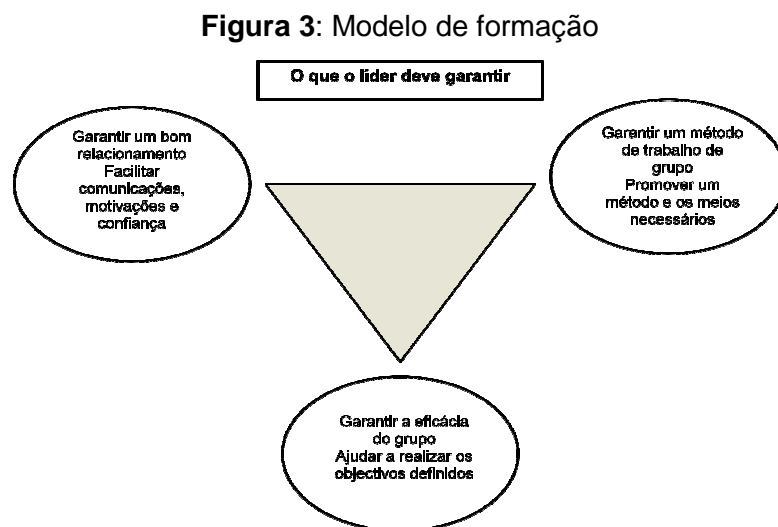 Figura 3: Modelo de formação
O que o líder deve garantir
Garantir um bom
relacionamento
Facilitar
comunicações,
motivações e
confiança
Garantir um método
de trabalho de
grupo
Promover um
método e os meios
necessários
Garantir a eficácia
do grupo
Ajudar a realizar os
objectivos definidos